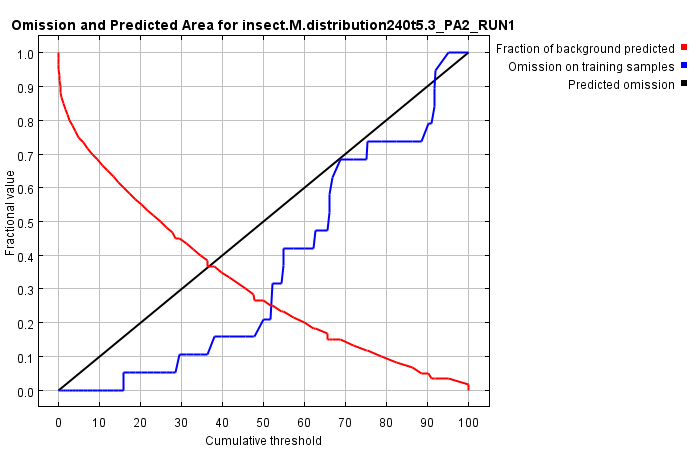 Omission and Predicted Area for insect.M.distribution240t5.3_PA2_RUN1
Fraction of background predicted
Omission on training samples
Predicted omission
1.0
0.9
0.8
0.7
0.6
0.5
0.4
0.3
0.2
0.1
0.0
Fractional value
0 10 20 30 40 50 60 70 80 90 100
Cumulative threshold